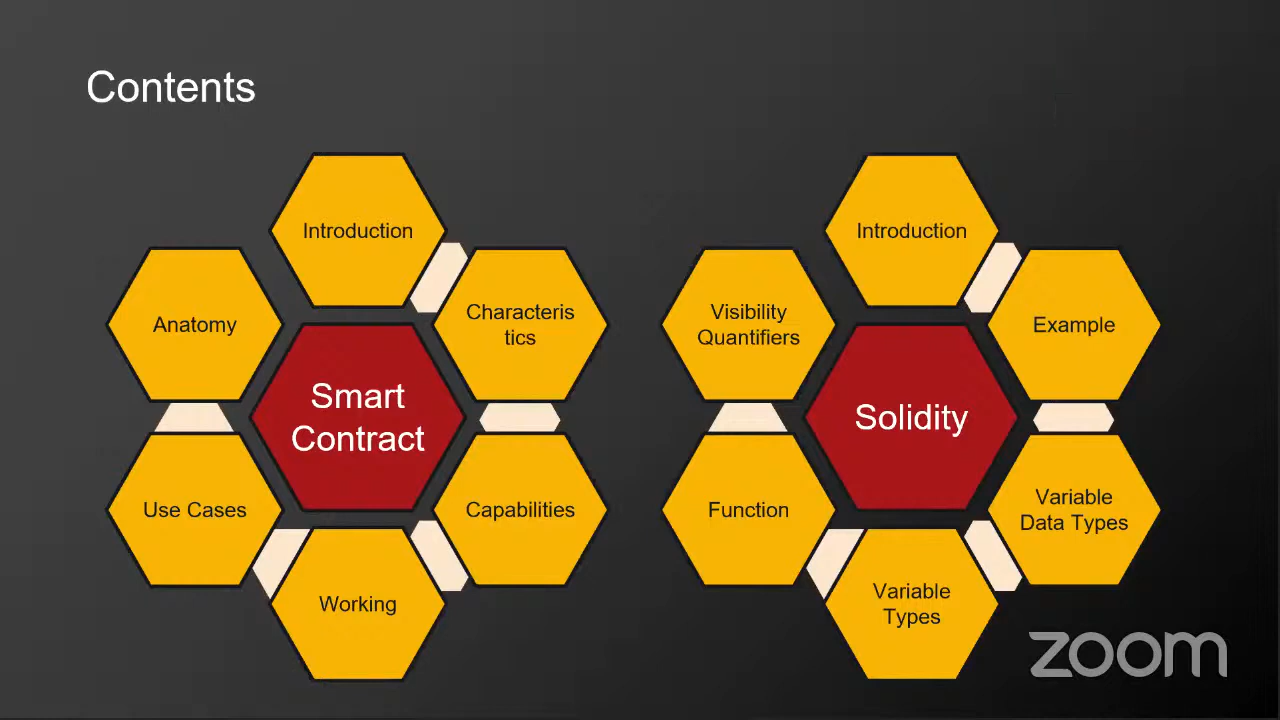 Contents
Introduction
Characteris
tics
Capabilities
Working
Use Cases
Anatomy
Smart
Contract
Introduction
Example
Variable
Data Types
Variable
Types
Function
Visibility
Quantifiers
Solidity
zoom